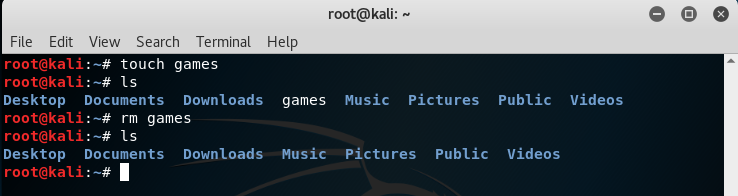 root@kali: ~
File Edit View Search Terminal Help
root@kali:~# touch games
root@kali:~# ls
Desktop Documents Downloads games Music Pictures Public Videos
root@kali:~# rm games
root@kali:~# ls
Desktop Documents Downloads Music Pictures Public Videos
root@kali:~#